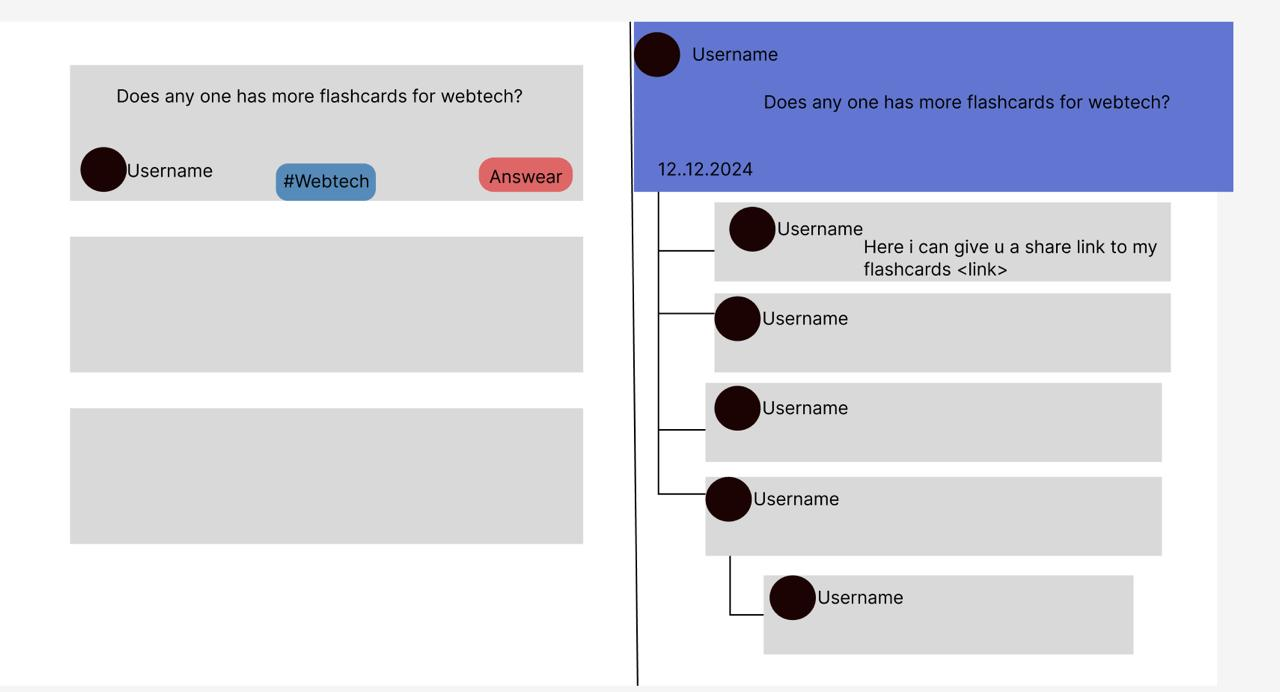 Does any one has more flashcards for webtech?
Username
#Webtech
Answear
Username
Does any one has more flashcards for webtech?
12..12.2024
Username
Here i can give u a share link to my
flashcards <link>
Username
Username
Username
Username